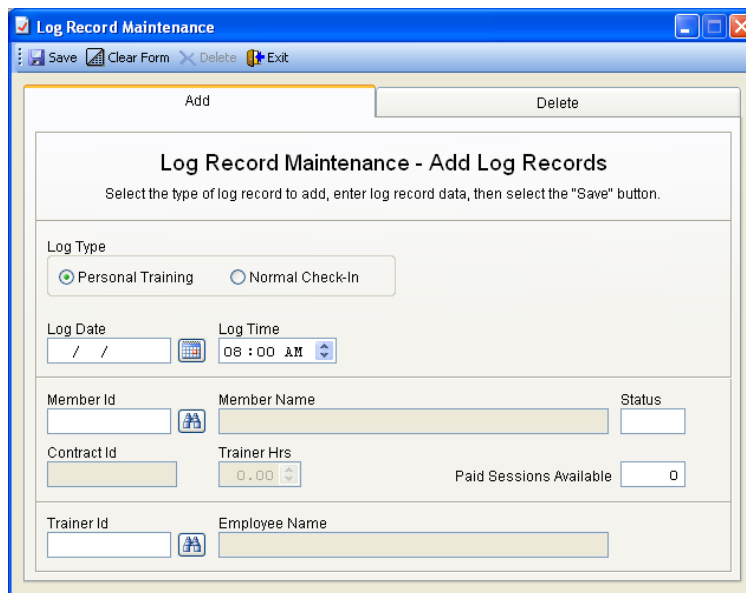 Log Record Maintenance
Save Clear Form Delete Exit
Add Delete
Log Record Maintenance - Add Log Records
Select the type of log record to add, enter log record data, then select the "Save" button.
Log Type
Personal Training Normal Check-In
Log Date Log Time
/ / 08:00 AM
Member Id Member Name Status
Contract Id Trainer Hrs
0.00 Paid Sessions Available 0
Trainer Id Employee Name